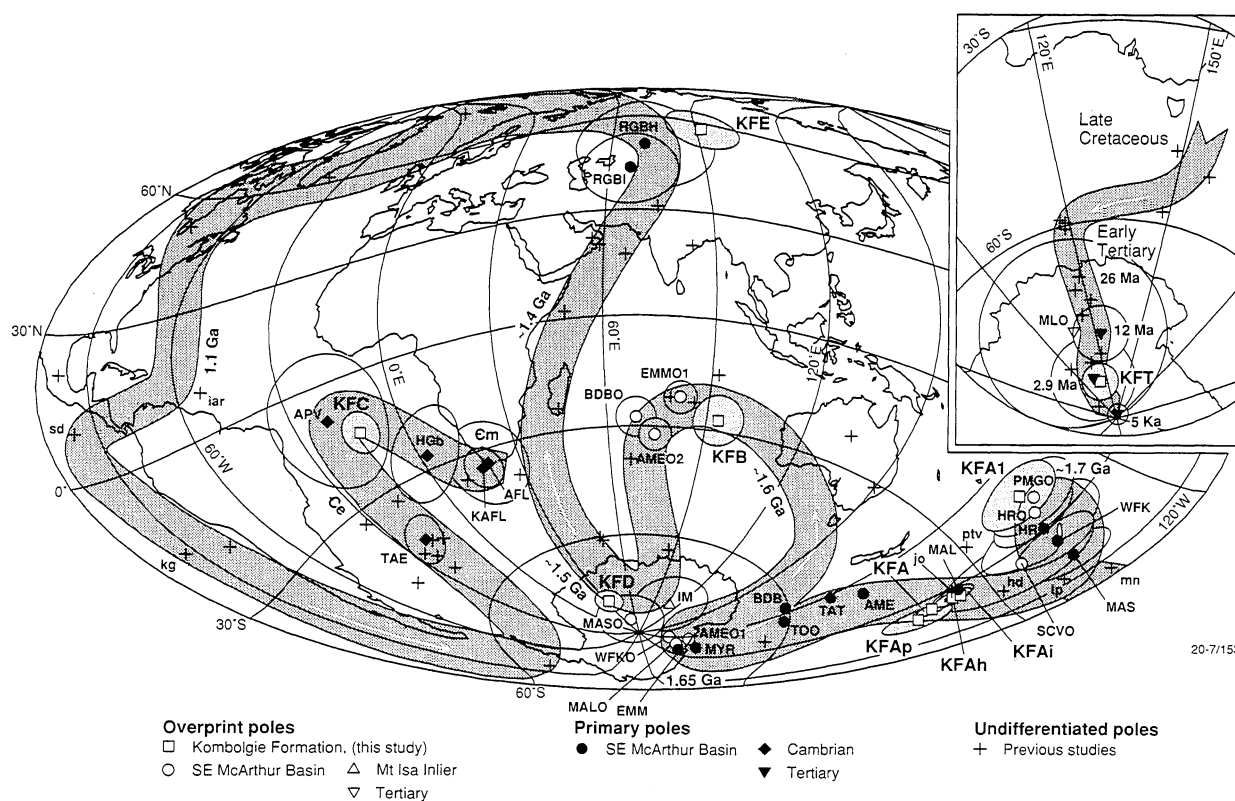 30°S
120°E
150°E
Late
Cretaceous
60°S
Early
Tertiary
26 Ma
MLO
12 Ma
2.9 Ma
KFT
5 Ka
RGBH
KFE
RGBI
60°N
~1.4 Ga
30°N
1.1 Ga
60°E
0°E
120°E
EMMO1
BDBO
iar
APV
KFC
sd
HGb
Єm
AMEO2
KFB
60°W
AFL
~1.6 Ga
KFA1
~1.7 Ga
PMGO
0°
KAFL
HRO
WFK
HR
120°W
Єe
ptv
TAE
MAL
jo
kg
~1.5 Ga
KFD
KFA
hd
lp
mn
IM
BDB
TAT
AME
MAS
30°S
MASO
TOO
SCVO
AMEO1
KFAp
KFAi
WFKO
MYR
KFAh
20-7/153
60°S
1.65 Ga
MALO
EMM
Overprint poles
Kombolgie Formation, (this study)
SE McArthur Basin
Mt Isa Inlier
Tertiary
Primary poles
SE McArthur Basin
Cambrian
Tertiary
Undifferentiated poles
Previous studies